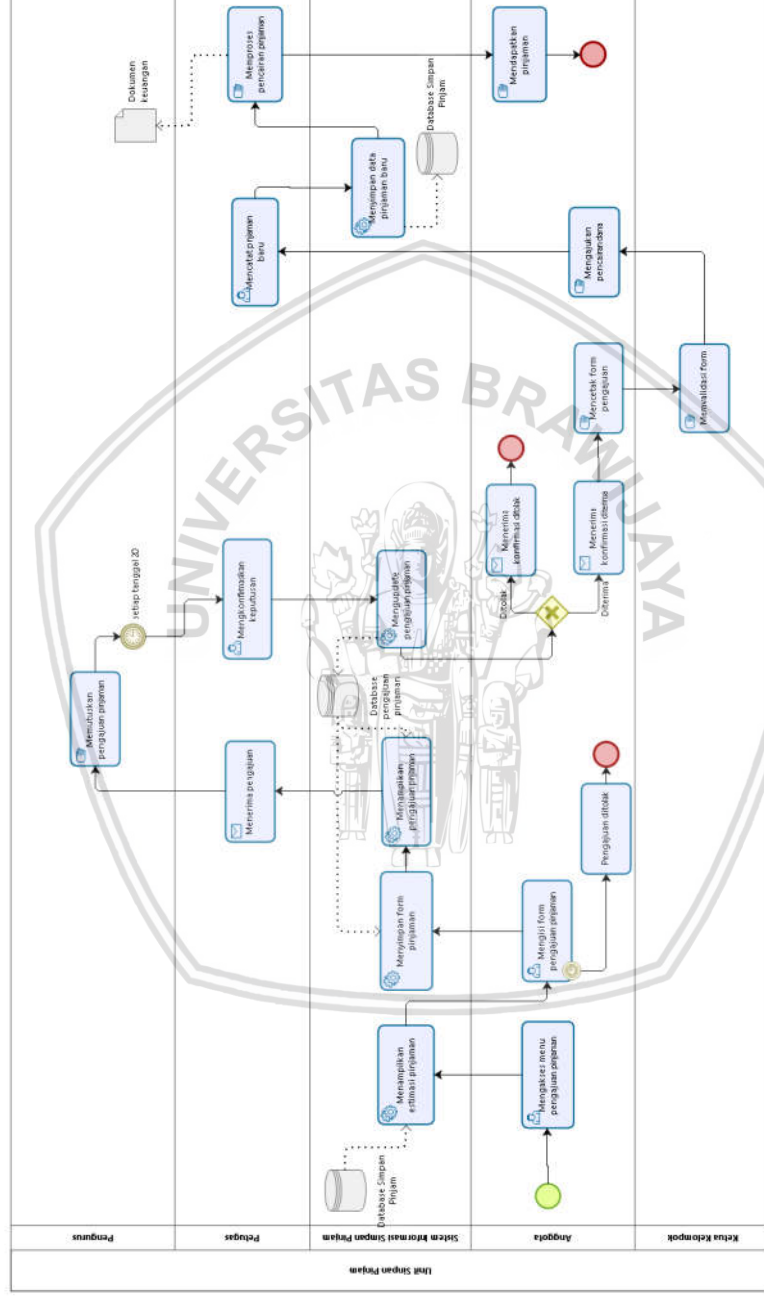 Unit Simpan Pinjam
Pengurus
Memutuskan
pengajuan pinjaman
setiap tanggal 20
Dokumen
keuangan
Petugas
Menerima pengajuan
Mengkonfirmasikan
keputusan
Mencatat pinjaman
baru
Memproses
pencairan pinjaman
Sistem Informasi Simpan Pinjam
Database Simpan
Pinjam
Menampilkan
estimasi pinjaman
Menyimpan form
pinjaman
Menampilkan
pengajuan pinjaman
Database
pengajuan
pinjaman
Mengupdate
pengajuan pinjaman
Menyimpan data
pinjaman baru
Database Simpan
Pinjam
Anggota
Mengakses menu
pengajuan pinjaman
Mengisi form
pengajuan pinjaman
Pengajuan ditolak
Ditolak
Diterima
Menerima
konfirmasi ditolak
Menerima
konfirmasi diterima
Mencetak form
pengajuan
Mengajukan
pencairandana
Mendapatkan
pinjaman
Ketua Kelompok
Memvalidasi form
UNIVERSITAS BRAWIJAYA